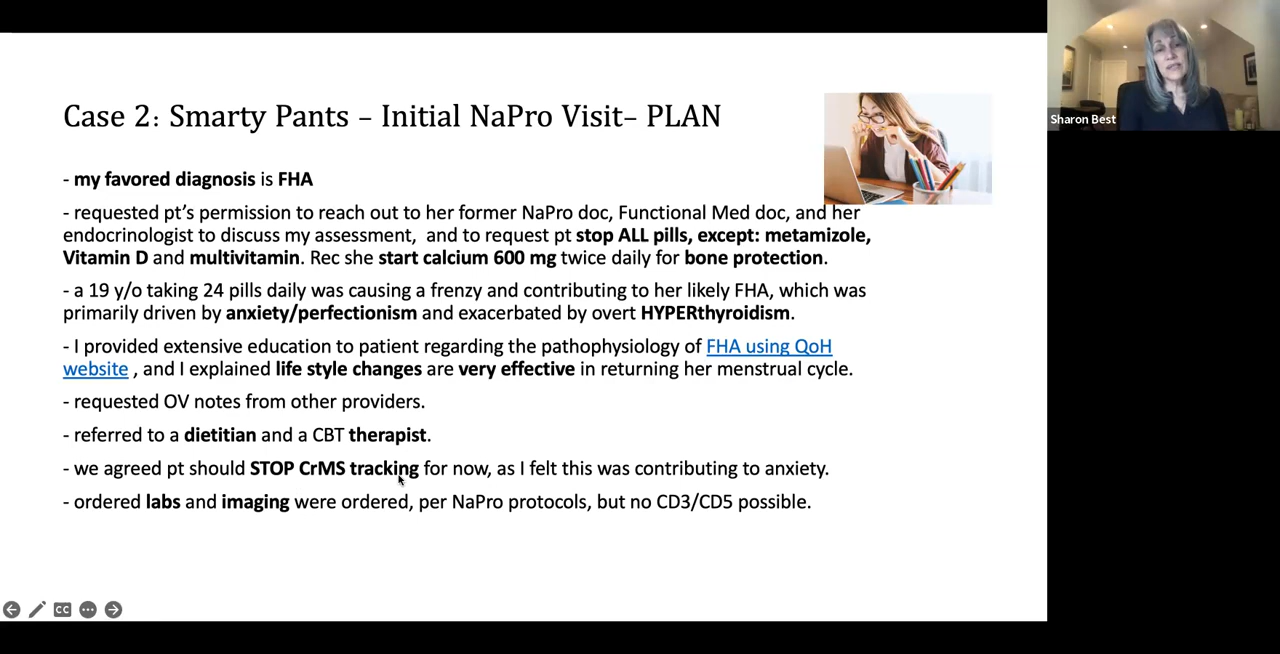 Case 2: Smarty Pants – Initial NaPro Visit– PLAN
- my favored diagnosis is FHA
- requested pt’s permission to reach out to her former NaPro doc, Functional Med doc, and her
endocrinologist to discuss my assessment, and to request pt stop ALL pills, except: metamizole,
Vitamin D and multivitamin. Rec she start calcium 600 mg twice daily for bone protection.
- a 19 y/o taking 24 pills daily was causing a frenzy and contributing to her likely FHA, which was
primarily driven by anxiety/perfectionism and exacerbated by overt HYPERthyroidism.
- I provided extensive education to patient regarding the pathophysiology of FHA using QoH
website , and I explained life style changes are very effective in returning her menstrual cycle.
- requested OV notes from other providers.
- referred to a dietitian and a CBT therapist.
- we agreed pt should STOP CrMS tracking for now, as I felt this was contributing to anxiety.
- ordered labs and imaging were ordered, per NaPro protocols, but no CD3/CD5 possible.
CC
Sharon Best